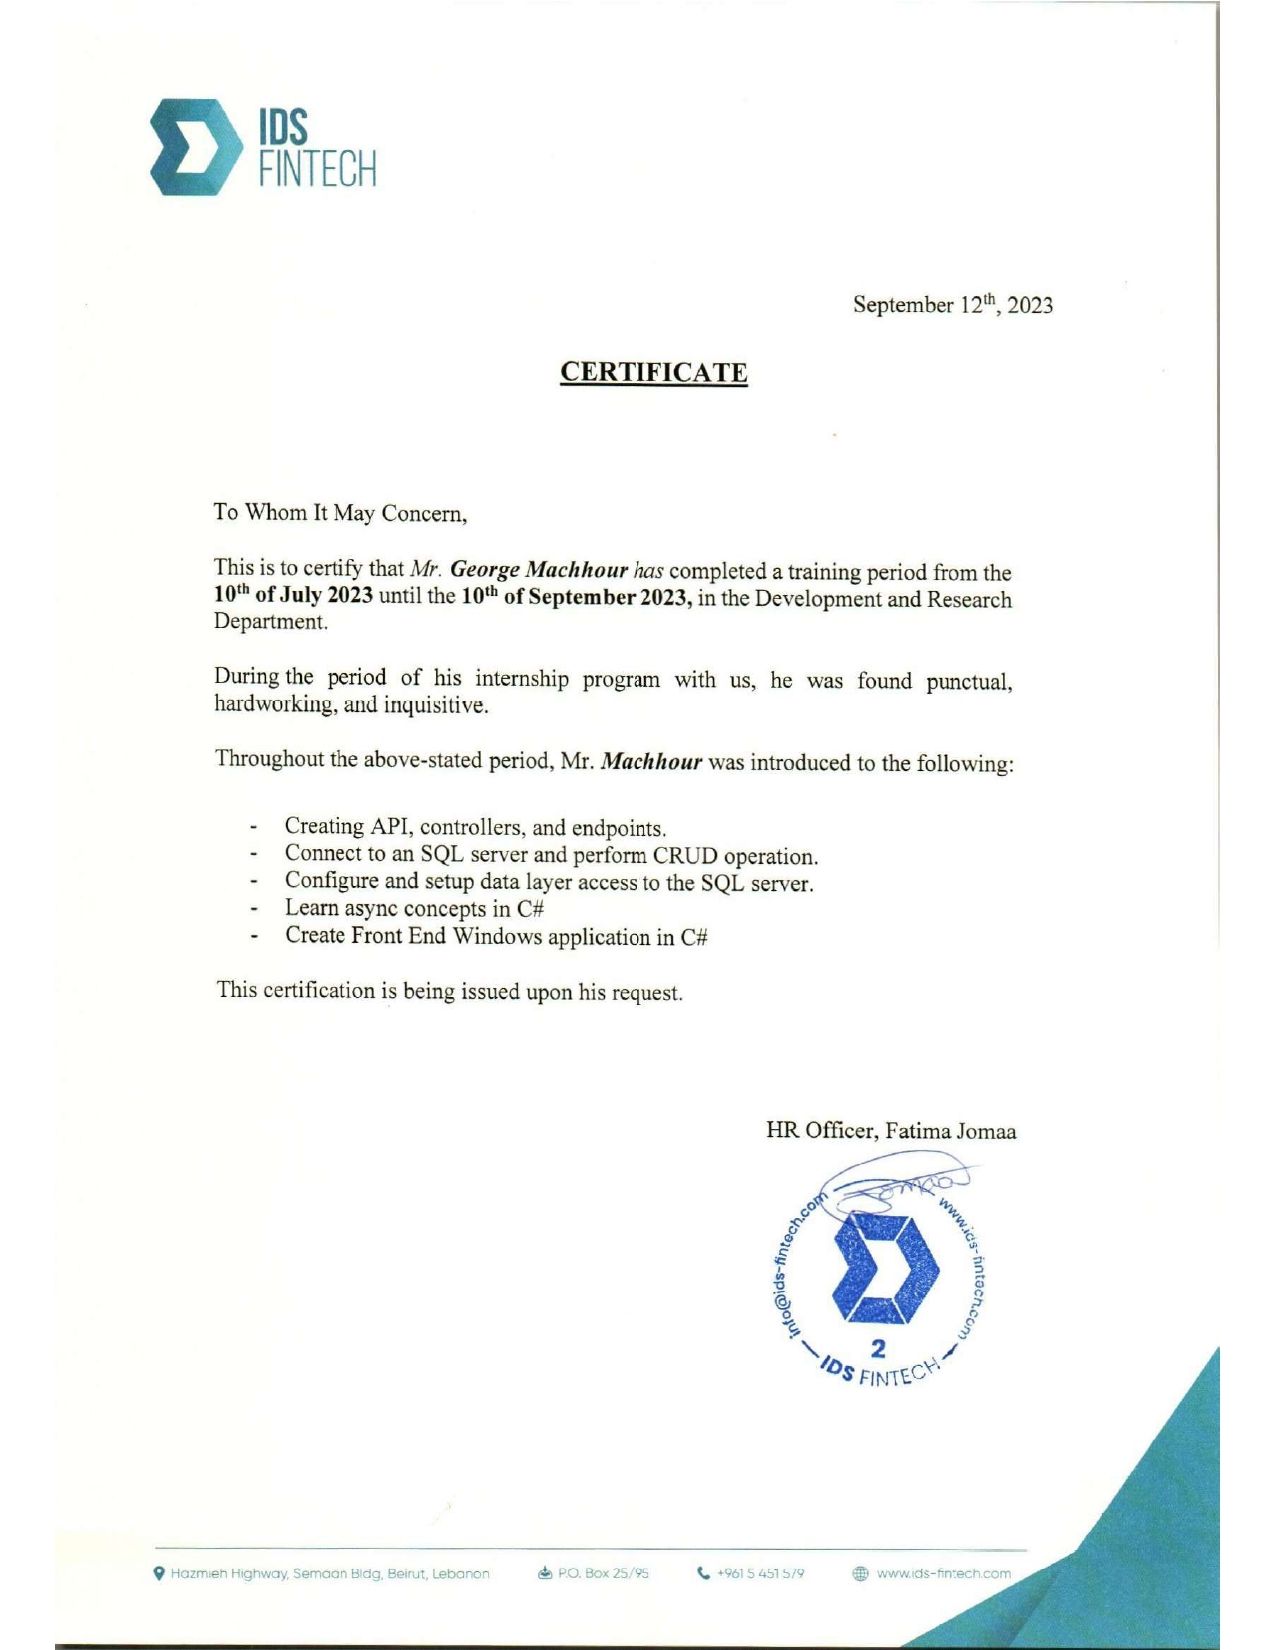 IDS
FINTECH
September 12th, 2023
CERTIFICATE
To Whom It May Concern,
This is to certify that Mr. George Machhour has completed a training period from the
10th of July 2023 until the 10th of September 2023, in the Development and Research
Department.
During the period of his internship program with us, he was found punctual,
hardworking, and inquisitive.
Throughout the above-stated period, Mr. Machhour was introduced to the following:
- Creating API, controllers, and endpoints.
- Connect to an SQL server and perform CRUD operation.
- Configure and setup data layer access to the SQL server.
- Learn async concepts in C#
- Create Front End Windows application in C#
This certification is being issued upon his request.
HR Officer, Fatima Jomaa
Jomaa
info@ids-fintech.com
www.ids-fintech.com
2
IDS FINTECH
Hazmieh Highway, Semaan Bldg, Beirut, Lebanon P.O. Box 25/95 +961 5 451 579 www.ids-fintech.com